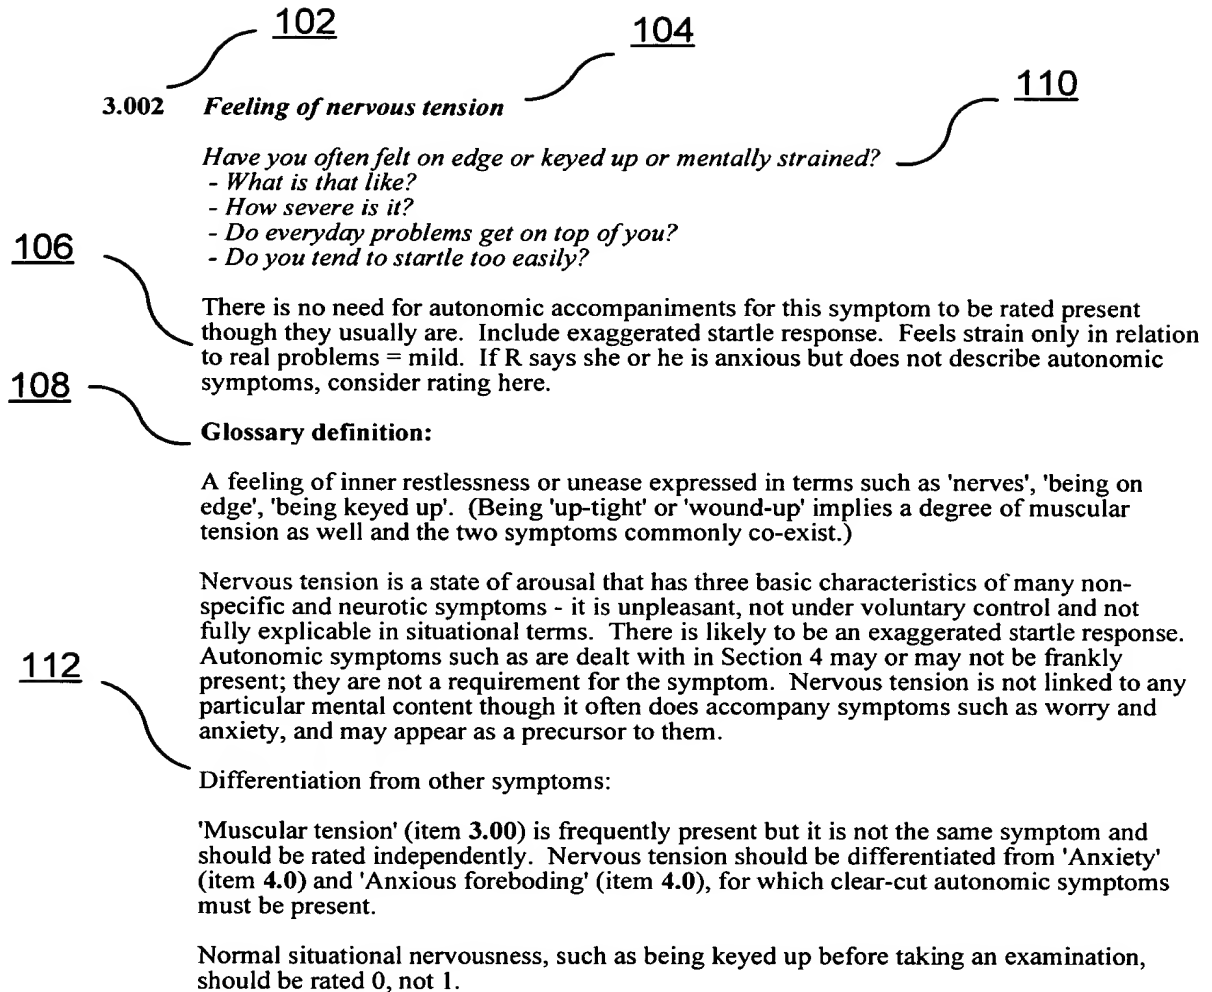 102
104
110
3.002 Feeling of nervous tension
Have you often felt on edge or keyed up or mentally strained?
- What is that like?
- How severe is it?
- Do everyday problems get on top of you?
- Do you tend to startle too easily?
106
There is no need for autonomic accompaniments for this symptom to be rated present
though they usually are. Include exaggerated startle response. Feels strain only in relation
to real problems = mild. If R says she or he is anxious but does not describe autonomic
symptoms, consider rating here.
108
Glossary definition:
A feeling of inner restlessness or unease expressed in terms such as 'nerves', 'being on
edge', 'being keyed up'. (Being 'up-tight' or 'wound-up' implies a degree of muscular
tension as well and the two symptoms commonly co-exist.)
Nervous tension is a state of arousal that has three basic characteristics of many non-
specific and neurotic symptoms - it is unpleasant, not under voluntary control and not
fully explicable in situational terms. There is likely to be an exaggerated startle response.
Autonomic symptoms such as are dealt with in Section 4 may or may not be frankly
present; they are not a requirement for the symptom. Nervous tension is not linked to any
particular mental content though it often does accompany symptoms such as worry and
anxiety, and may appear as a precursor to them.
112
Differentiation from other symptoms:
'Muscular tension' (item 3.00) is frequently present but it is not the same symptom and
should be rated independently. Nervous tension should be differentiated from 'Anxiety'
(item 4.0) and 'Anxious foreboding' (item 4.0), for which clear-cut autonomic symptoms
must be present.
Normal situational nervousness, such as being keyed up before taking an examination,
should be rated 0, not 1.